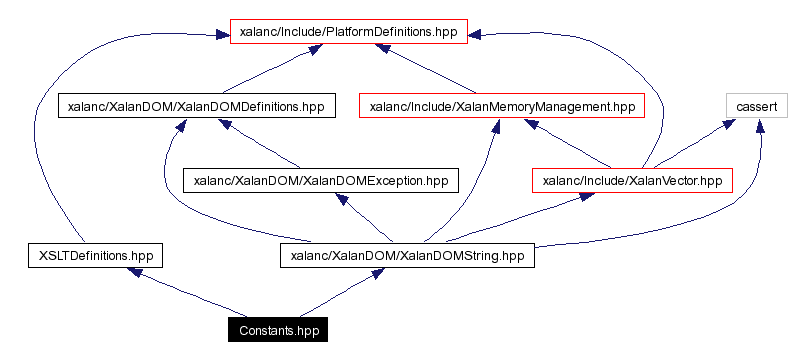 xalanc/Include/PlatformDefinitions.hpp
xalanc/XalanDOM/XalanDOMDefinitions.hpp
xalanc/Include/XalanMemoryManagement.hpp
cassert
xalanc/XalanDOM/XalanDOMException.hpp
xalanc/Include/XalanVector.hpp
XSLTDefinitions.hpp
xalanc/XalanDOM/XalanDOMString.hpp
Constants.hpp